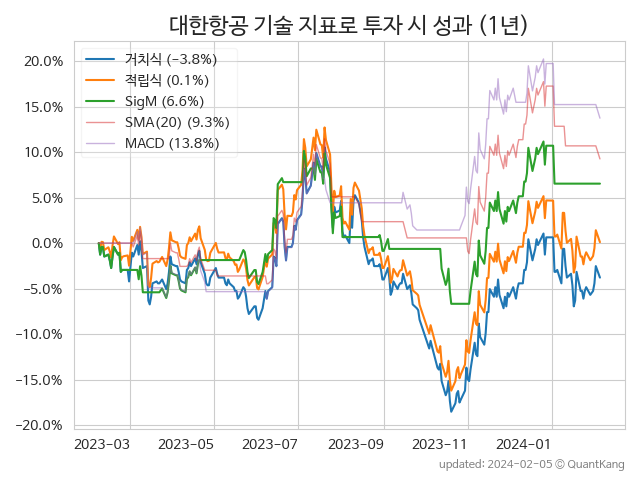 대한항공 기술 지표로 투자 시 성과 (1년)
거치식 (−3.8%)
적립식 (0.1%)
SigM (6.6%)
SMA(20) (9.3%)
MACD (13.8%)
20.0%
15.0%
10.0%
5.0%
0.0%
−5.0%
−10.0%
−15.0%
−20.0%
2023−03 2023−05 2023−07 2023−09 2023−11 2024−01
updated: 2024-02-05 ⓒ QuantKang